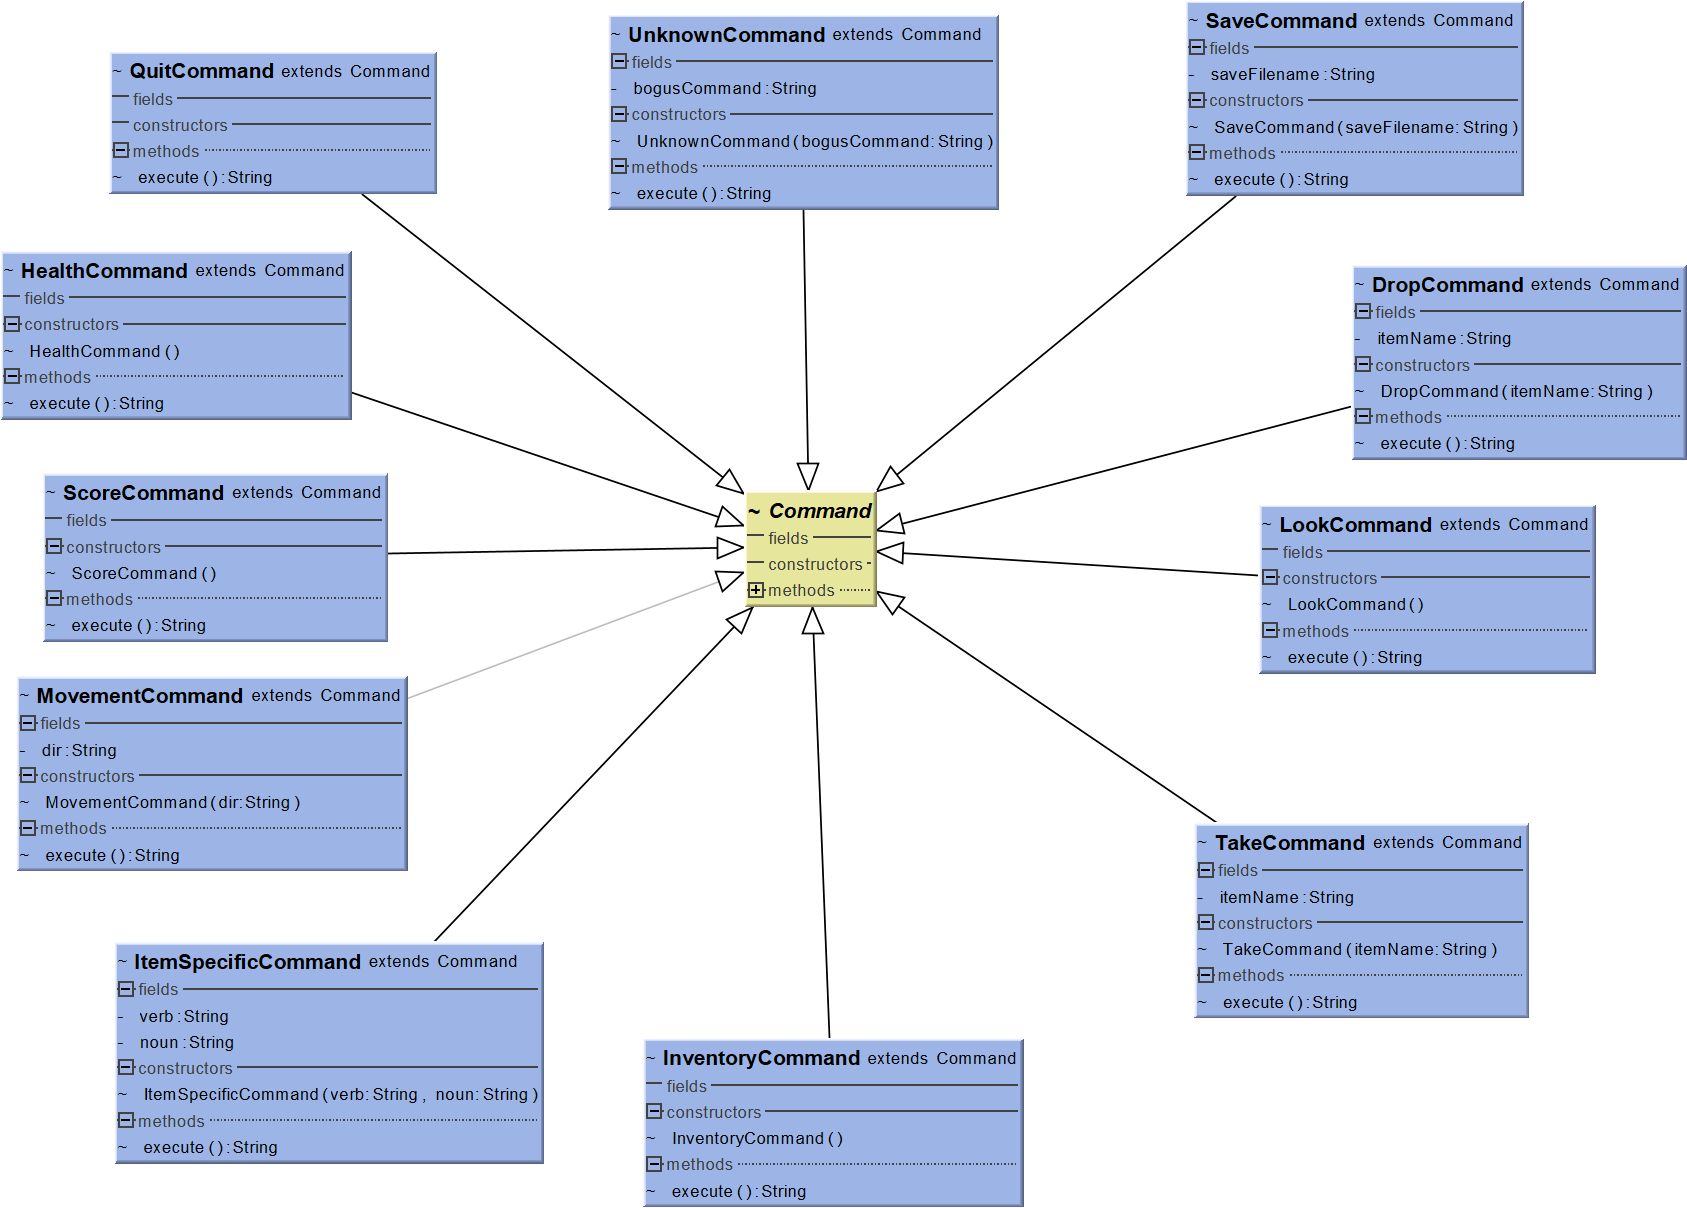 ~ QuitCommand extends Command
fields
constructors
methods
~ execute ( ) : String
~ UnknownCommand extends Command
fields
- bogusCommand : String
constructors
~ UnknownCommand ( bogusCommand: String )
methods
~ execute ( ) : String
~ SaveCommand extends Command
fields
- saveFilename : String
constructors
~ SaveCommand ( saveFilename: String )
methods
~ execute ( ) : String
~ HealthCommand extends Command
fields
constructors
~ HealthCommand ( )
methods
~ execute ( ) : String
~ DropCommand extends Command
fields
- itemName : String
constructors
~ DropCommand ( itemName: String )
methods
~ execute ( ) : String
~ ScoreCommand extends Command
fields
constructors
~ ScoreCommand ( )
methods
~ execute ( ) : String
~ Command
fields
constructors
methods
~ LookCommand extends Command
fields
constructors
~ LookCommand ( )
methods
~ execute ( ) : String
~ MovementCommand extends Command
fields
- dir : String
constructors
~ MovementCommand ( dir: String )
methods
~ execute ( ) : String
~ TakeCommand extends Command
fields
- itemName : String
constructors
~ TakeCommand ( itemName: String )
methods
~ execute ( ) : String
~ ItemSpecificCommand extends Command
fields
- verb : String
- noun : String
constructors
~ ItemSpecificCommand ( verb: String , noun: String )
methods
~ execute ( ) : String
~ InventoryCommand extends Command
fields
constructors
~ InventoryCommand ( )
methods
~ execute ( ) : String